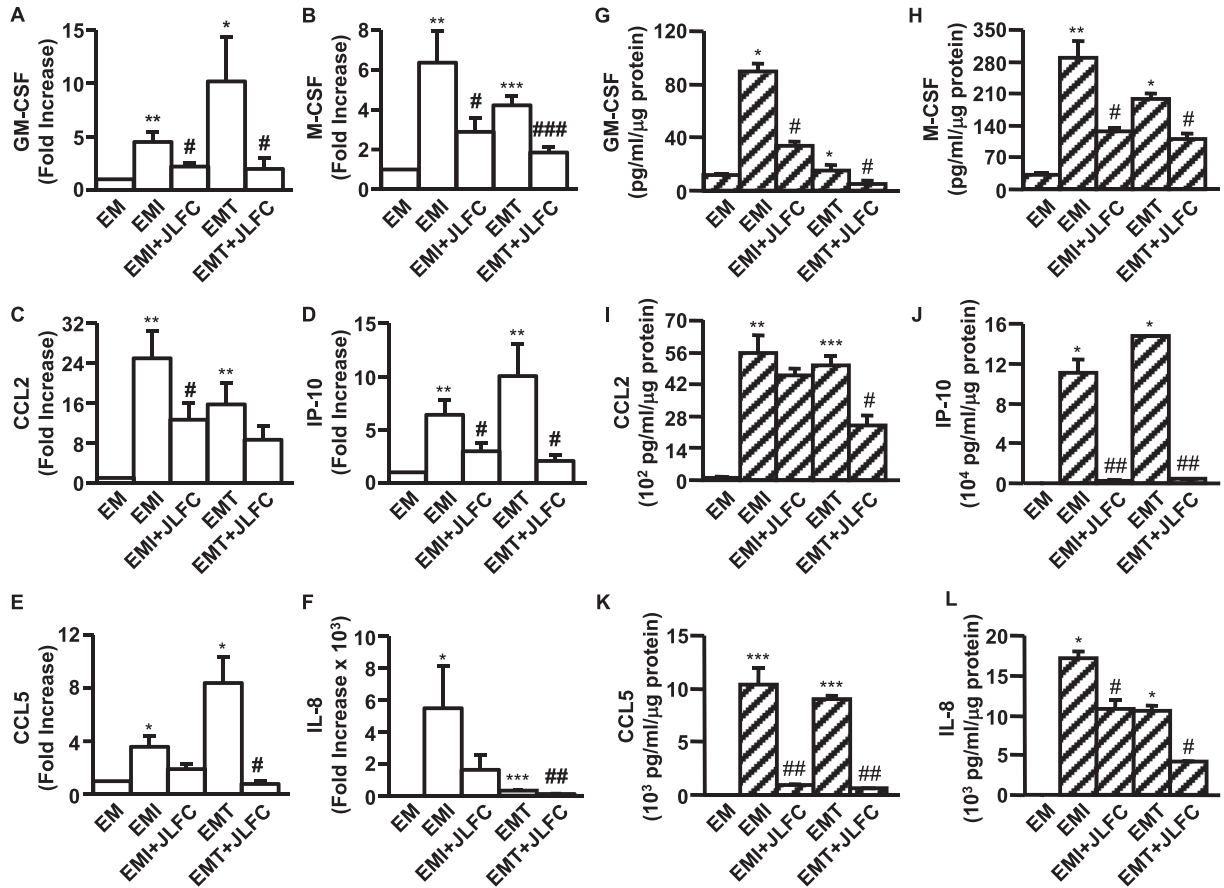 A
GM-CSF
(Fold Increase)
15
10
5
0
**
#
*
#
EM
EMI
EMI+JLFC
EMT
EMT+JLFC
B
M-CSF
(Fold Increase)
8
6
4
2
0
**
#
***
###
EM
EMI
EMI+JLFC
EMT
EMT+JLFC
G
GM-CSF
(pg/ml/μg protein)
120
80
40
0
*
#
*
#
EM
EMI
EMI+JLFC
EMT
EMT+JLFC
H
M-CSF
(pg/ml/μg protein)
350
280
210
140
70
0
**
#
*
#
EM
EMI
EMI+JLFC
EMT
EMT+JLFC
C
CCL2
(Fold Increase)
32
24
16
8
0
**
#
**
EM
EMI
EMI+JLFC
EMT
EMT+JLFC
D
IP-10
(Fold Increase)
15
10
5
0
**
#
**
#
EM
EMI
EMI+JLFC
EMT
EMT+JLFC
I
CCL2
(10² pg/ml/μg protein)
70
56
42
28
14
0
**
***
#
EM
EMI
EMI+JLFC
EMT
EMT+JLFC
J
IP-10
(10⁴ pg/ml/μg protein)
16
12
8
4
0
*
##
*
##
EM
EMI
EMI+JLFC
EMT
EMT+JLFC
E
CCL5
(Fold Increase)
12
8
4
0
*
*
#
EM
EMI
EMI+JLFC
EMT
EMT+JLFC
F
IL-8
(Fold Increase x 10³)
10
8
6
4
2
0
*
***
##
EM
EMI
EMI+JLFC
EMT
EMT+JLFC
K
CCL5
(10³ pg/ml/μg protein)
15
10
5
0
***
##
***
##
EM
EMI
EMI+JLFC
EMT
EMT+JLFC
L
IL-8
(10³ pg/ml/μg protein)
20
15
10
5
0
*
#
*
#
EM
EMI
EMI+JLFC
EMT
EMT+JLFC